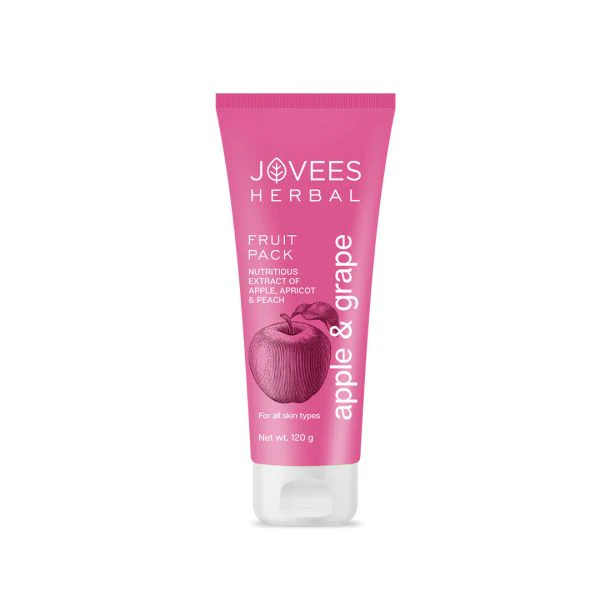 JOVEES
HERBAL
FRUIT
PACK
NUTRITIOUS
EXTRACT OF
APPLE, APRICOT
& PEACH
apple & grape
For all skin types
Net wt. 120 g